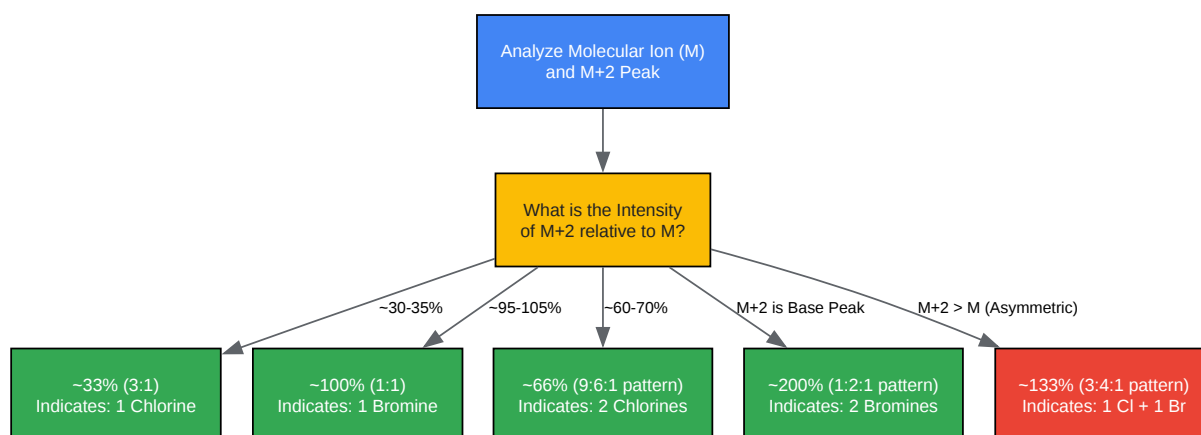 Analyze Molecular Ion (M)
and M+2 Peak
What is the Intensity
of M+2 relative to M?
~30-35%
~95-105%
~60-70%
M+2 is Base Peak
M+2 > M (Asymmetric)
~33% (3:1)
Indicates: 1 Chlorine
~100% (1:1)
Indicates: 1 Bromine
~66% (9:6:1 pattern)
Indicates: 2 Chlorines
~200% (1:2:1 pattern)
Indicates: 2 Bromines
~133% (3:4:1 pattern)
Indicates: 1 Cl + 1 Br